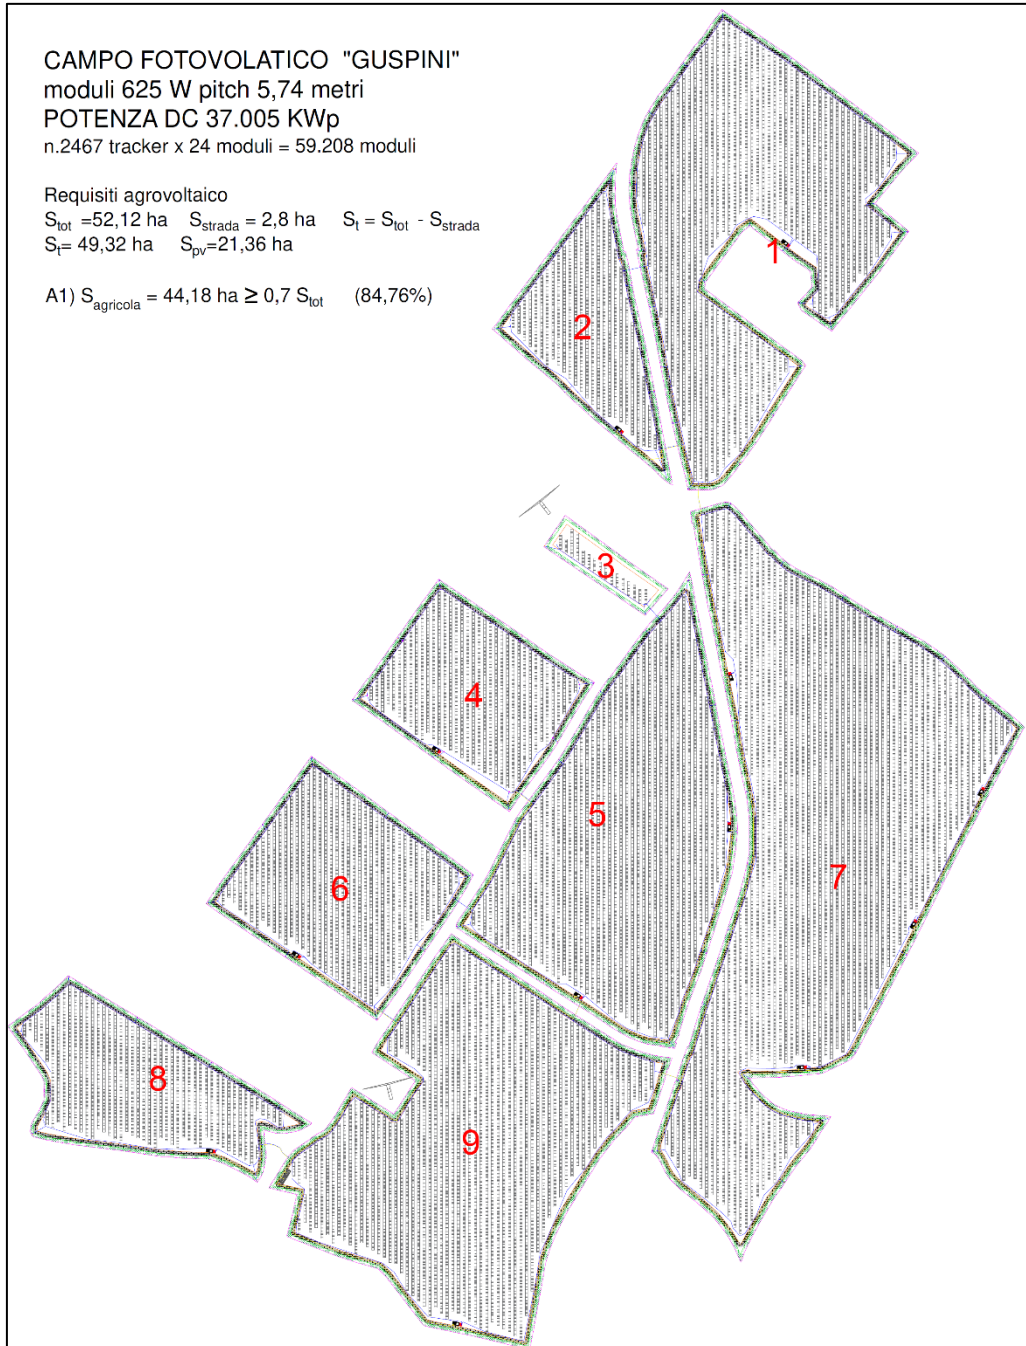 CAMPO FOTOVOLATICO "GUSPINI"
moduli 625 W pitch 5,74 metri
POTENZA DC 37.005 KWp
n.2467 tracker x 24 moduli = 59.208 moduli
Requisiti agrovoltaico
Stot =52,12 ha Sstrada = 2,8 ha St = Stot - Sstrada
St= 49,32 ha Spv=21,36 ha
A1) Sagricola = 44,18 ha ≥ 0,7 Stot (84,76%)
1
2
3
4
5
6
7
8
9